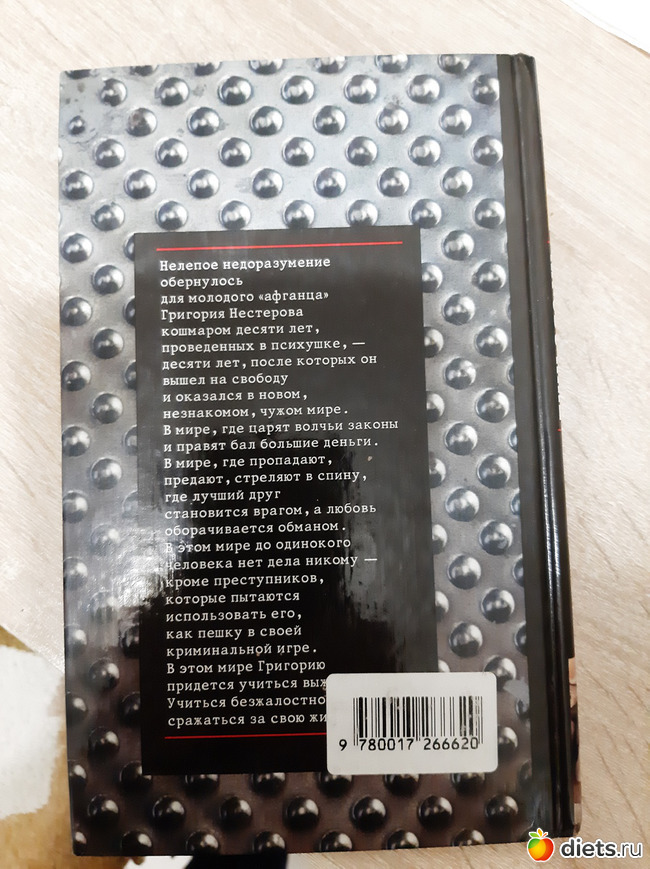 Нелепое недоразумение
обернулось
для молодого «афганца»
Григория Нестерова
кошмаром десяти лет,
проведенных в психушке, —
десяти лет, после которых он
вышел на свободу
и оказался в новом,
незнакомом, чужом мире.
В мире, где царят волчьи законы
и правят бал большие деньги.
В мире, где пропадают,
предают, стреляют в спину,
где лучший друг
становится врагом, а любовь
оборачивается обманом.
В этом мире до одинокого
человека нет дела никому —
кроме преступников,
которые пытаются
использовать его,
как пешку в своей
криминальной игре.
В этом мире Григорию
придется учиться выж
Учиться безжалостно
сражаться за свою жи
9 780017 266620
diets.ru